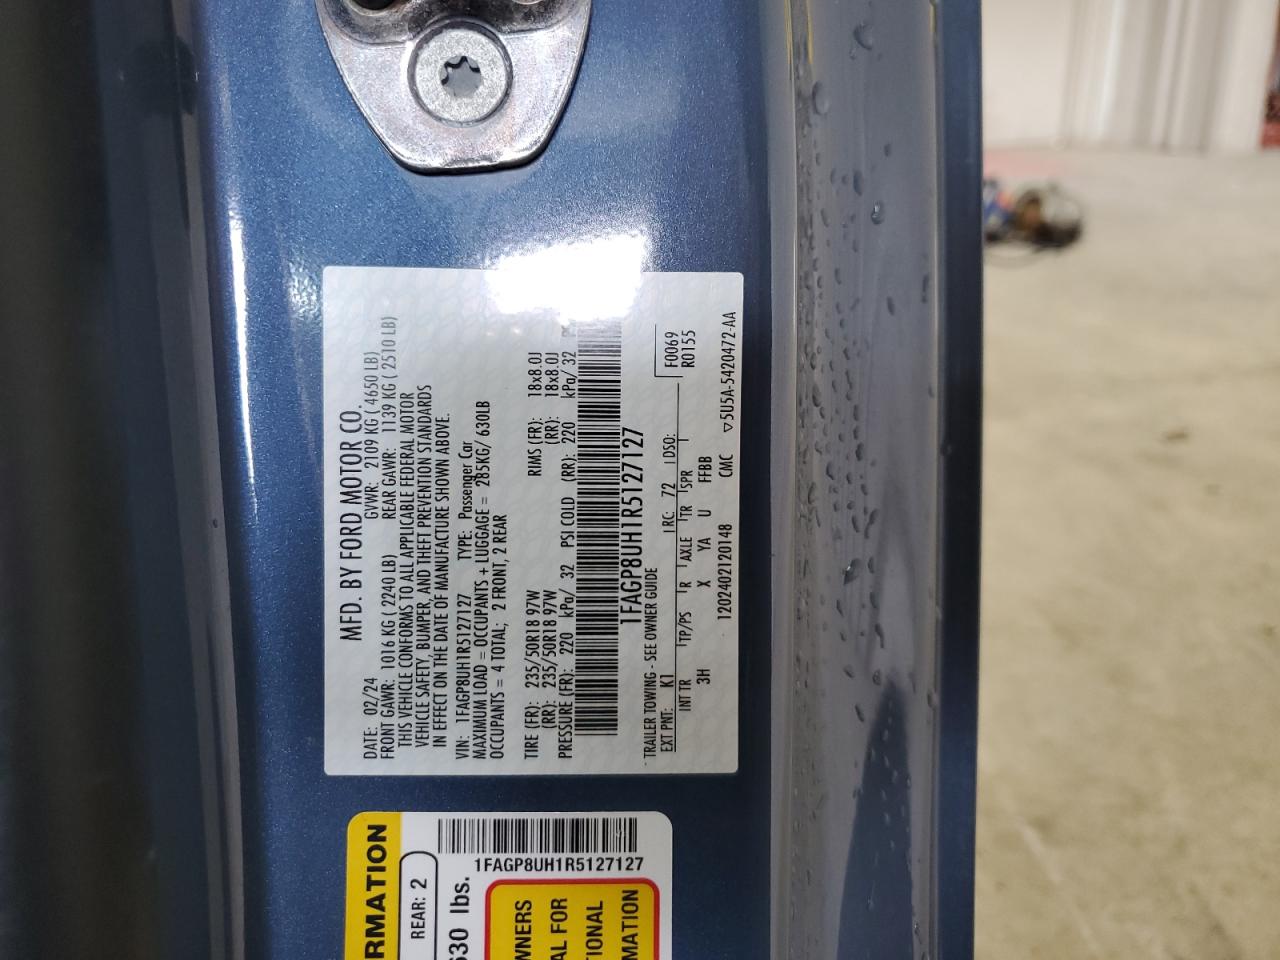 MFD. BY FORD MOTOR CO.
DATE: 02/24 GVWR: 2109 KG ( 4650 LB)
FRONT GAWR: 1016 KG ( 2240 LB) REAR GAWR: 1139 KG ( 2510 LB)
THIS VEHICLE CONFORMS TO ALL APPLICABLE FEDERAL MOTOR
VEHICLE SAFETY, BUMPER, AND THEFT PREVENTION STANDARDS
IN EFFECT ON THE DATE OF MANUFACTURE SHOWN ABOVE.
VIN: 1FAGP8UH1R5127127 TYPE: Passenger Car
MAXIMUM LOAD = OCCUPANTS + LUGGAGE = 285KG/ 630LB
OCCUPANTS = 4 TOTAL; 2 FRONT, 2 REAR
TIRE (FR): 235/50R18 97W RIMS (FR): 18x8.0J
(RR): 235/50R18 97W (RR): 18x8.0J
PRESSURE (FR): 220 kPa/ 32 PSI COLD (RR): 220 kPa/ 32
1FAGP8UH1R5127127
TRAILER TOWING - SEE OWNER GUIDE
EXT PNT: K1 RC: 72 DSO: F0069
INT TR TP/PS R AXLE TR SPR R0155
3H X YA U FFBB
1202402120148 CMC ▽5U5A-5420472-AA
RMATION
REAR: 2
630 lbs.
1FAGP8UH1R5127127
WNERS
AL FOR
TIONAL
MATION